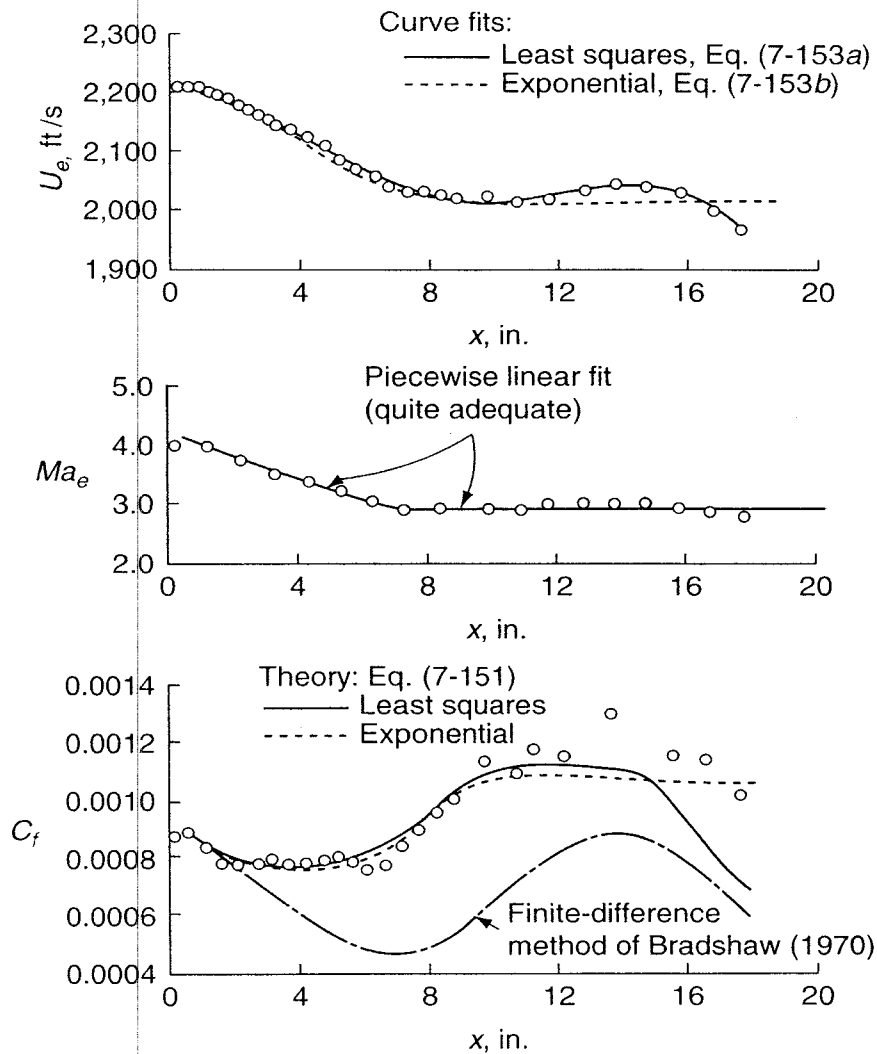 Curve fits:
Least squares, Eq. (7-153a)
Exponential, Eq. (7-153b)
2,300
2,200
2,100
2,000
1,900
U_e, ft/s
0 4 8 12 16 20
x, in.
Piecewise linear fit
(quite adequate)
5.0
4.0
3.0
2.0
Ma_e
0 4 8 12 16 20
x, in.
Theory: Eq. (7-151)
Least squares
Exponential
0.0014
0.0012
0.0010
0.0008
0.0006
0.0004
C_f
Finite-difference
method of Bradshaw (1970)
0 4 8 12 16 20
x, in.